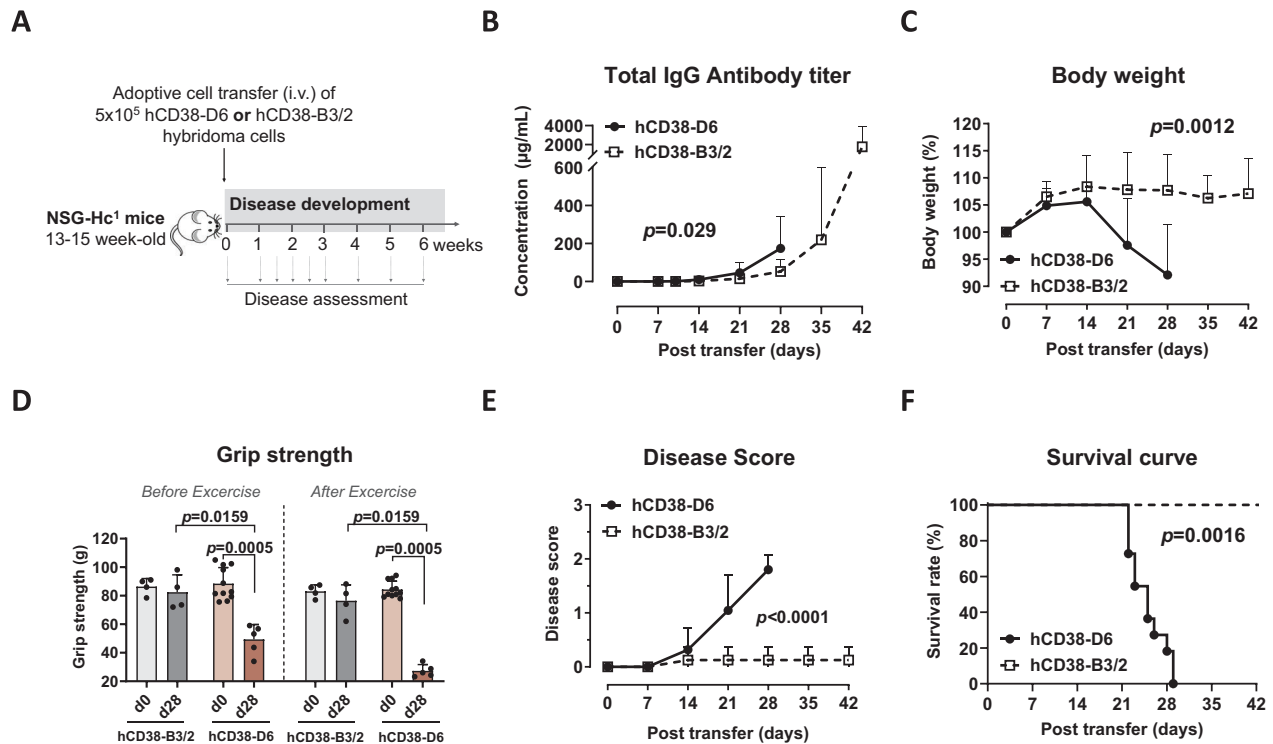 A
Adoptive cell transfer (i.v.) of
5x10⁵ hCD38-D6 or hCD38-B3/2
hybridoma cells
Disease development
NSG-Hc¹ mice
13-15 week-old
0 1 2 3 4 5 6 weeks
Disease assessment
B
Total IgG Antibody titer
Concentration (µg/mL)
4000
2000
600
400
200
0
hCD38-D6
hCD38-B3/2
p=0.029
0 7 14 21 28 35 42
Post transfer (days)
C
Body weight
Body weight (%)
120
115
110
105
100
95
90
p=0.0012
hCD38-D6
hCD38-B3/2
0 7 14 21 28 35 42
Post transfer (days)
D
Grip strength
Before Excercise After Excercise
p=0.0159 p=0.0159
p=0.0005 p=0.0005
Grip strength (g)
120
100
80
60
40
20
d0 d28 d0 d28 d0 d28 d0 d28
hCD38-B3/2 hCD38-D6 hCD38-B3/2 hCD38-D6
E
Disease Score
Disease score
3
2
1
0
hCD38-D6
hCD38-B3/2
p<0.0001
0 7 14 21 28 35 42
Post transfer (days)
F
Survival curve
Survival rate (%)
100
80
60
40
20
0
p=0.0016
hCD38-D6
hCD38-B3/2
0 7 14 21 28 35 42
Post transfer (days)